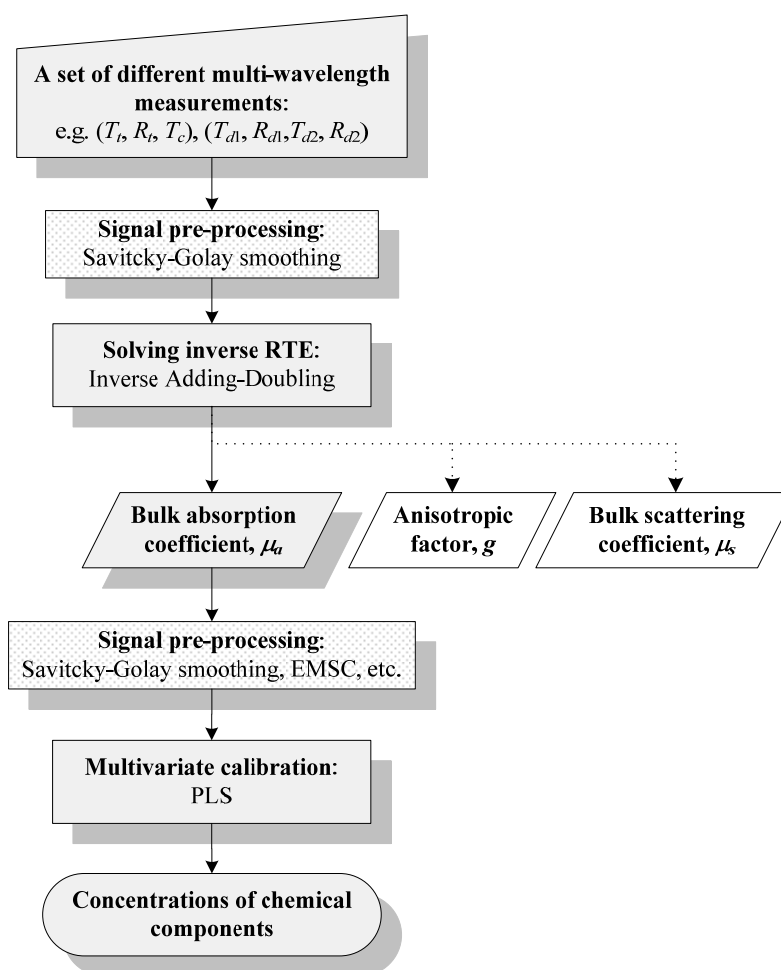 A set of different multi-wavelength
measurements:
e.g. (Tt, Rt, Tc), (Td1, Rd1,Td2, Rd2)
Signal pre-processing:
Savitcky-Golay smoothing
Solving inverse RTE:
Inverse Adding-Doubling
Bulk absorption
coefficient, μa
Anisotropic
factor, g
Bulk scattering
coefficient, μs
Signal pre-processing:
Savitcky-Golay smoothing, EMSC, etc.
Multivariate calibration:
PLS
Concentrations of chemical
components